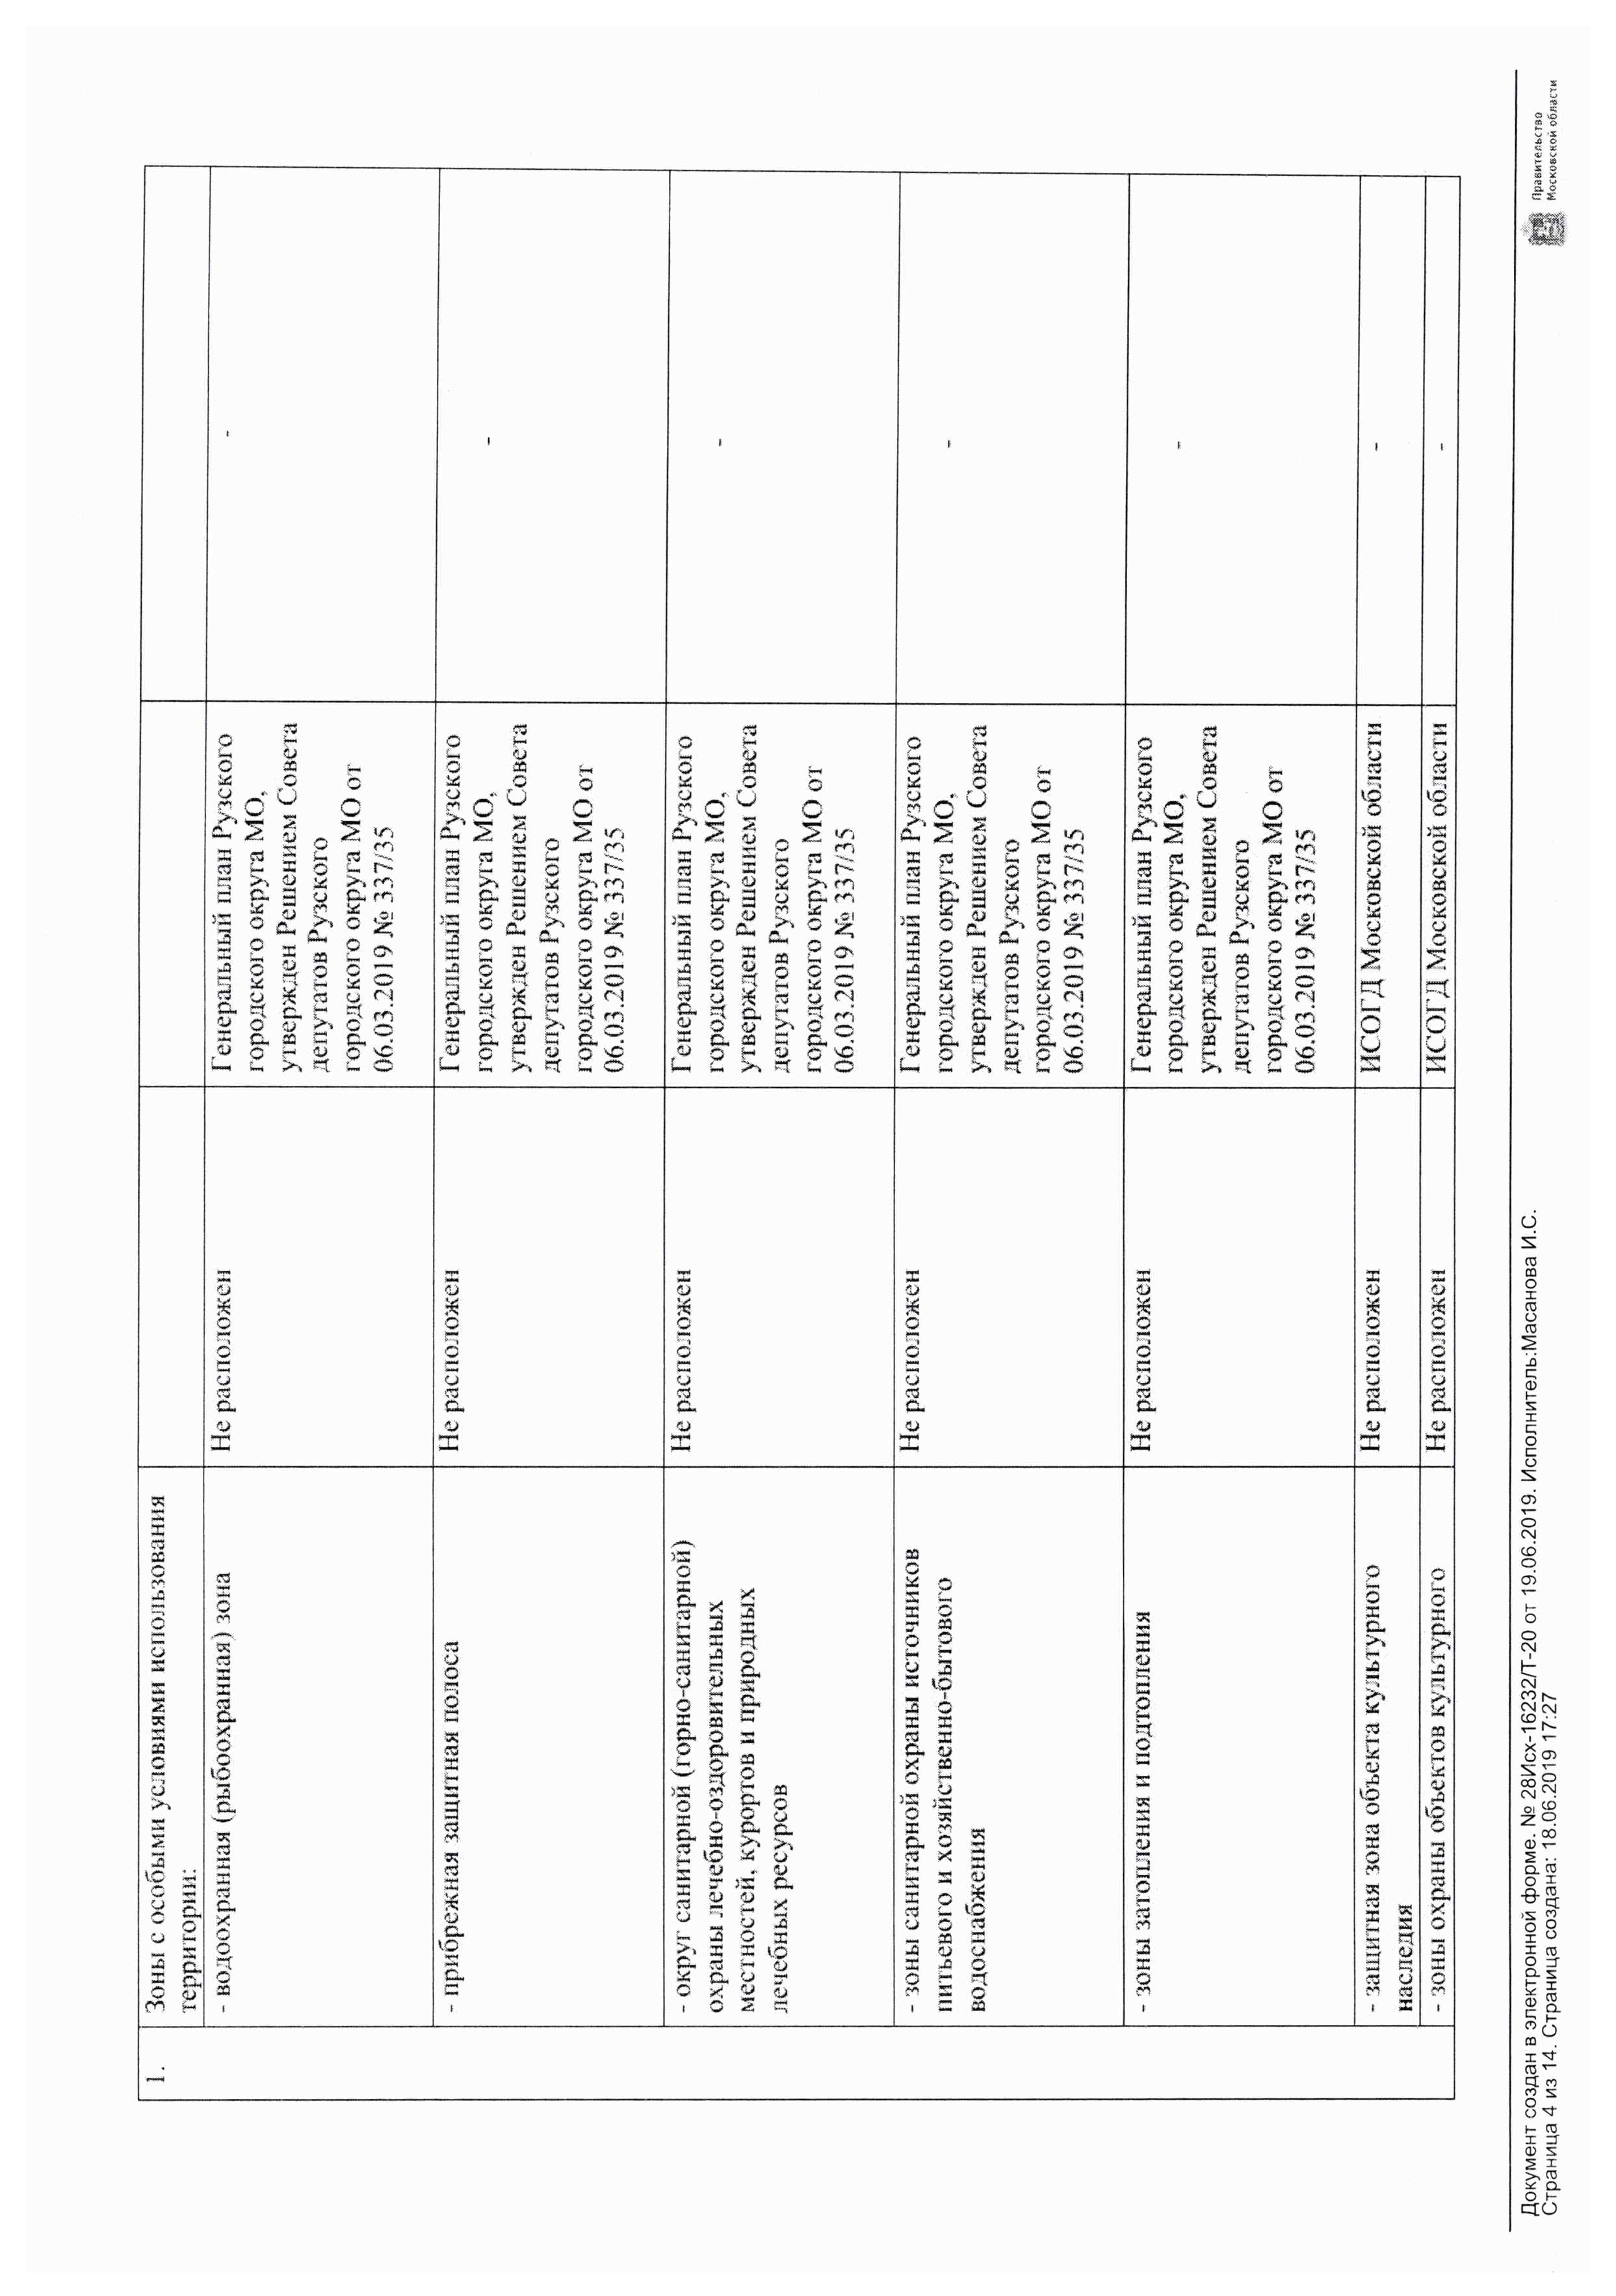 1.
Зоны с особыми условиями использования
территории:
- водоохранная (рыбоохранная) зона
Не расположен
Генеральный план Рузского
городского округа МО,
утвержден Решением Совета
депутатов Рузского
городского округа МО от
06.03.2019 № 337/35
-
- прибрежная защитная полоса
Не расположен
Генеральный план Рузского
городского округа МО,
утвержден Решением Совета
депутатов Рузского
городского округа МО от
06.03.2019 № 337/35
-
- округ санитарной (горно-санитарной)
охраны лечебно-оздоровительных
местностей, курортов и природных
лечебных ресурсов
Не расположен
Генеральный план Рузского
городского округа МО,
утвержден Решением Совета
депутатов Рузского
городского округа МО от
06.03.2019 № 337/35
-
- зоны санитарной охраны источников
питьевого и хозяйственно-бытового
водоснабжения
Не расположен
Генеральный план Рузского
городского округа МО,
утвержден Решением Совета
депутатов Рузского
городского округа МО от
06.03.2019 № 337/35
-
- зоны затопления и подтопления
Не расположен
Генеральный план Рузского
городского округа МО,
утвержден Решением Совета
депутатов Рузского
городского округа МО от
06.03.2019 № 337/35
-
- защитная зона объекта культурного
наследия
Не расположен
ИСОГД Московской области
-
- зоны охраны объектов культурного
Не расположен
ИСОГД Московской области
-
Документ создан в электронной форме. № 28Исх-16232/Т-20 от 19.06.2019. Исполнитель:Масанова И.С.
Страница 4 из 14. Страница создана: 18.06.2019 17:27
Правительство
Московской области